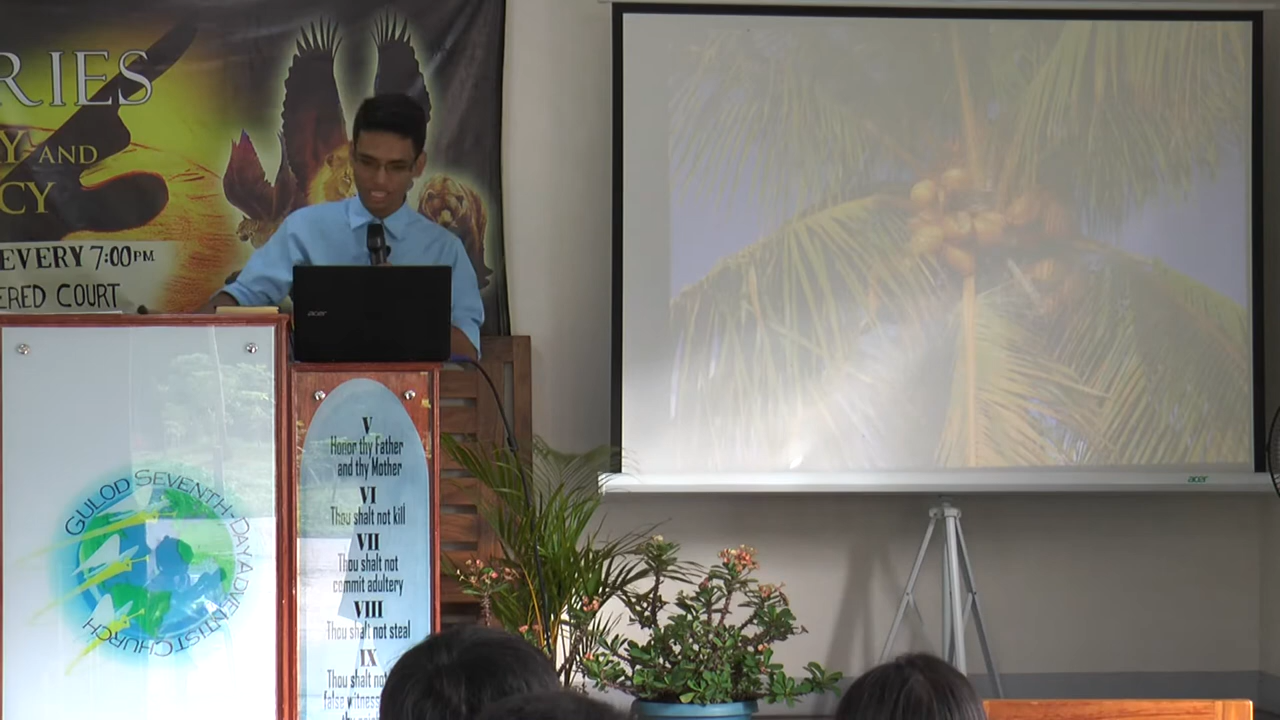 RIES
Y AND
CY
EVERY 7:00PM
ERED COURT
acer
GULOD SEVENTH-DAY ADVENTIST CHURCH
V
Honor thy Father
and thy Mother
VI
Thou shalt not kill
VII
Thou shalt not
commit adultery
VIII
Thou shalt not steal
IX
Thou shalt not
false witness
acer